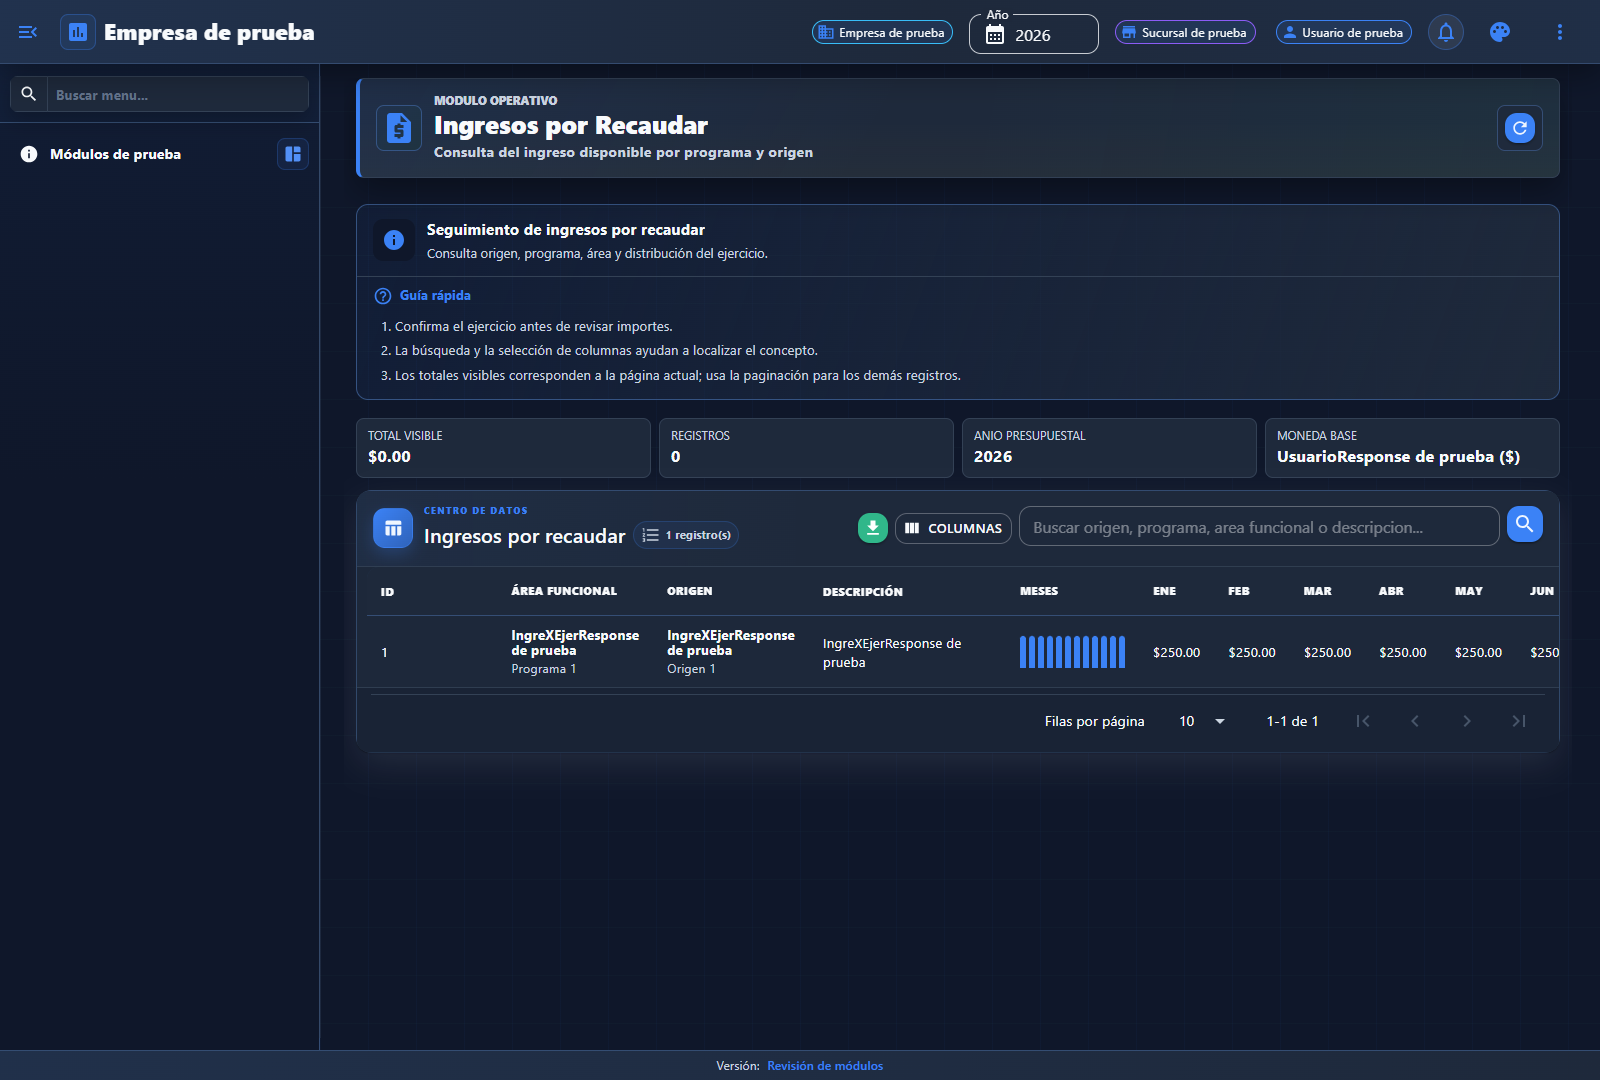 Empresa de prueba
Empresa de prueba
Año
2026
Sucursal de prueba
Usuario de prueba
Buscar menu...
Módulos de prueba
MODULO OPERATIVO
Ingresos por Recaudar
Consulta del ingreso disponible por programa y origen
Seguimiento de ingresos por recaudar
Consulta origen, programa, área y distribución del ejercicio.
Guía rápida
1. Confirma el ejercicio antes de revisar importes.
2. La búsqueda y la selección de columnas ayudan a localizar el concepto.
3. Los totales visibles corresponden a la página actual; usa la paginación para los demás registros.
TOTAL VISIBLE
$0.00
REGISTROS
0
ANIO PRESUPUESTAL
2026
MONEDA BASE
UsuarioResponse de prueba ($)
CENTRO DE DATOS
Ingresos por recaudar
1 registro(s)
COLUMNAS
Buscar origen, programa, area funcional o descripcion...
ID ÁREA FUNCIONAL ORIGEN DESCRIPCIÓN MESES ENE FEB MAR ABR MAY JUN
1
IngreXEjerResponse de prueba
Programa 1
IngreXEjerResponse de prueba
Origen 1
IngreXEjerResponse de prueba
$250.00 $250.00 $250.00 $250.00 $250.00 $250
Filas por página 10 1-1 de 1
Versión: Revisión de módulos